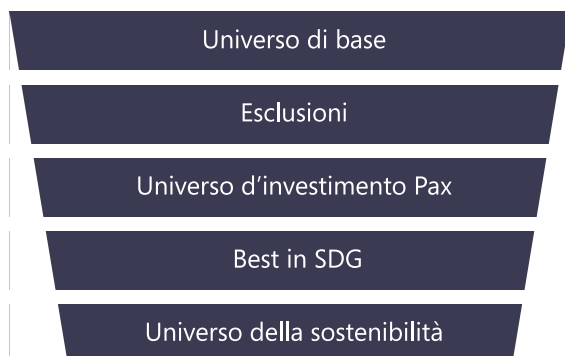 Universo di base
Esclusioni
Universo d'investimento Pax
Best in SDG
Universo della sostenibilità